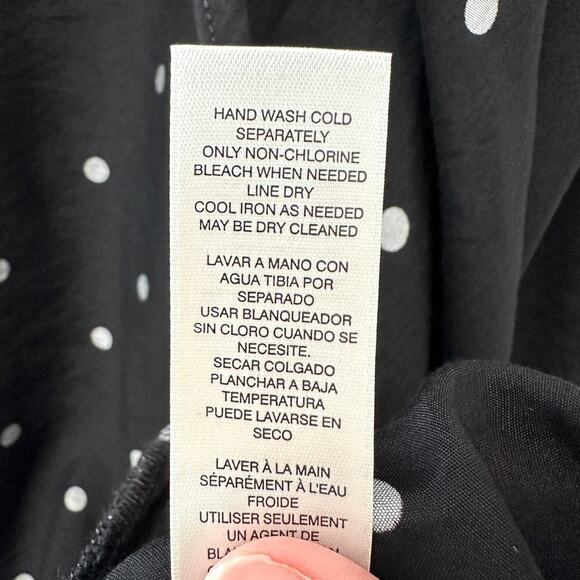 HAND WASH COLD
SEPARATELY
ONLY NON-CHLORINE
BLEACH WHEN NEEDED
LINE DRY
COOL IRON AS NEEDED
MAY BE DRY CLEANED
LAVAR A MANO CON
AGUA TIBIA POR
SEPARADO
USAR BLANQUEADOR
SIN CLORO CUANDO SE
NECESITE.
SECAR COLGADO
PLANCHAR A BAJA
TEMPERATURA
PUEDE LAVARSE EN
SECO
LAVER À LA MAIN
SÉPARÉMENT À L'EAU
FROIDE
UTILISER SEULEMENT
UN AGENT DE